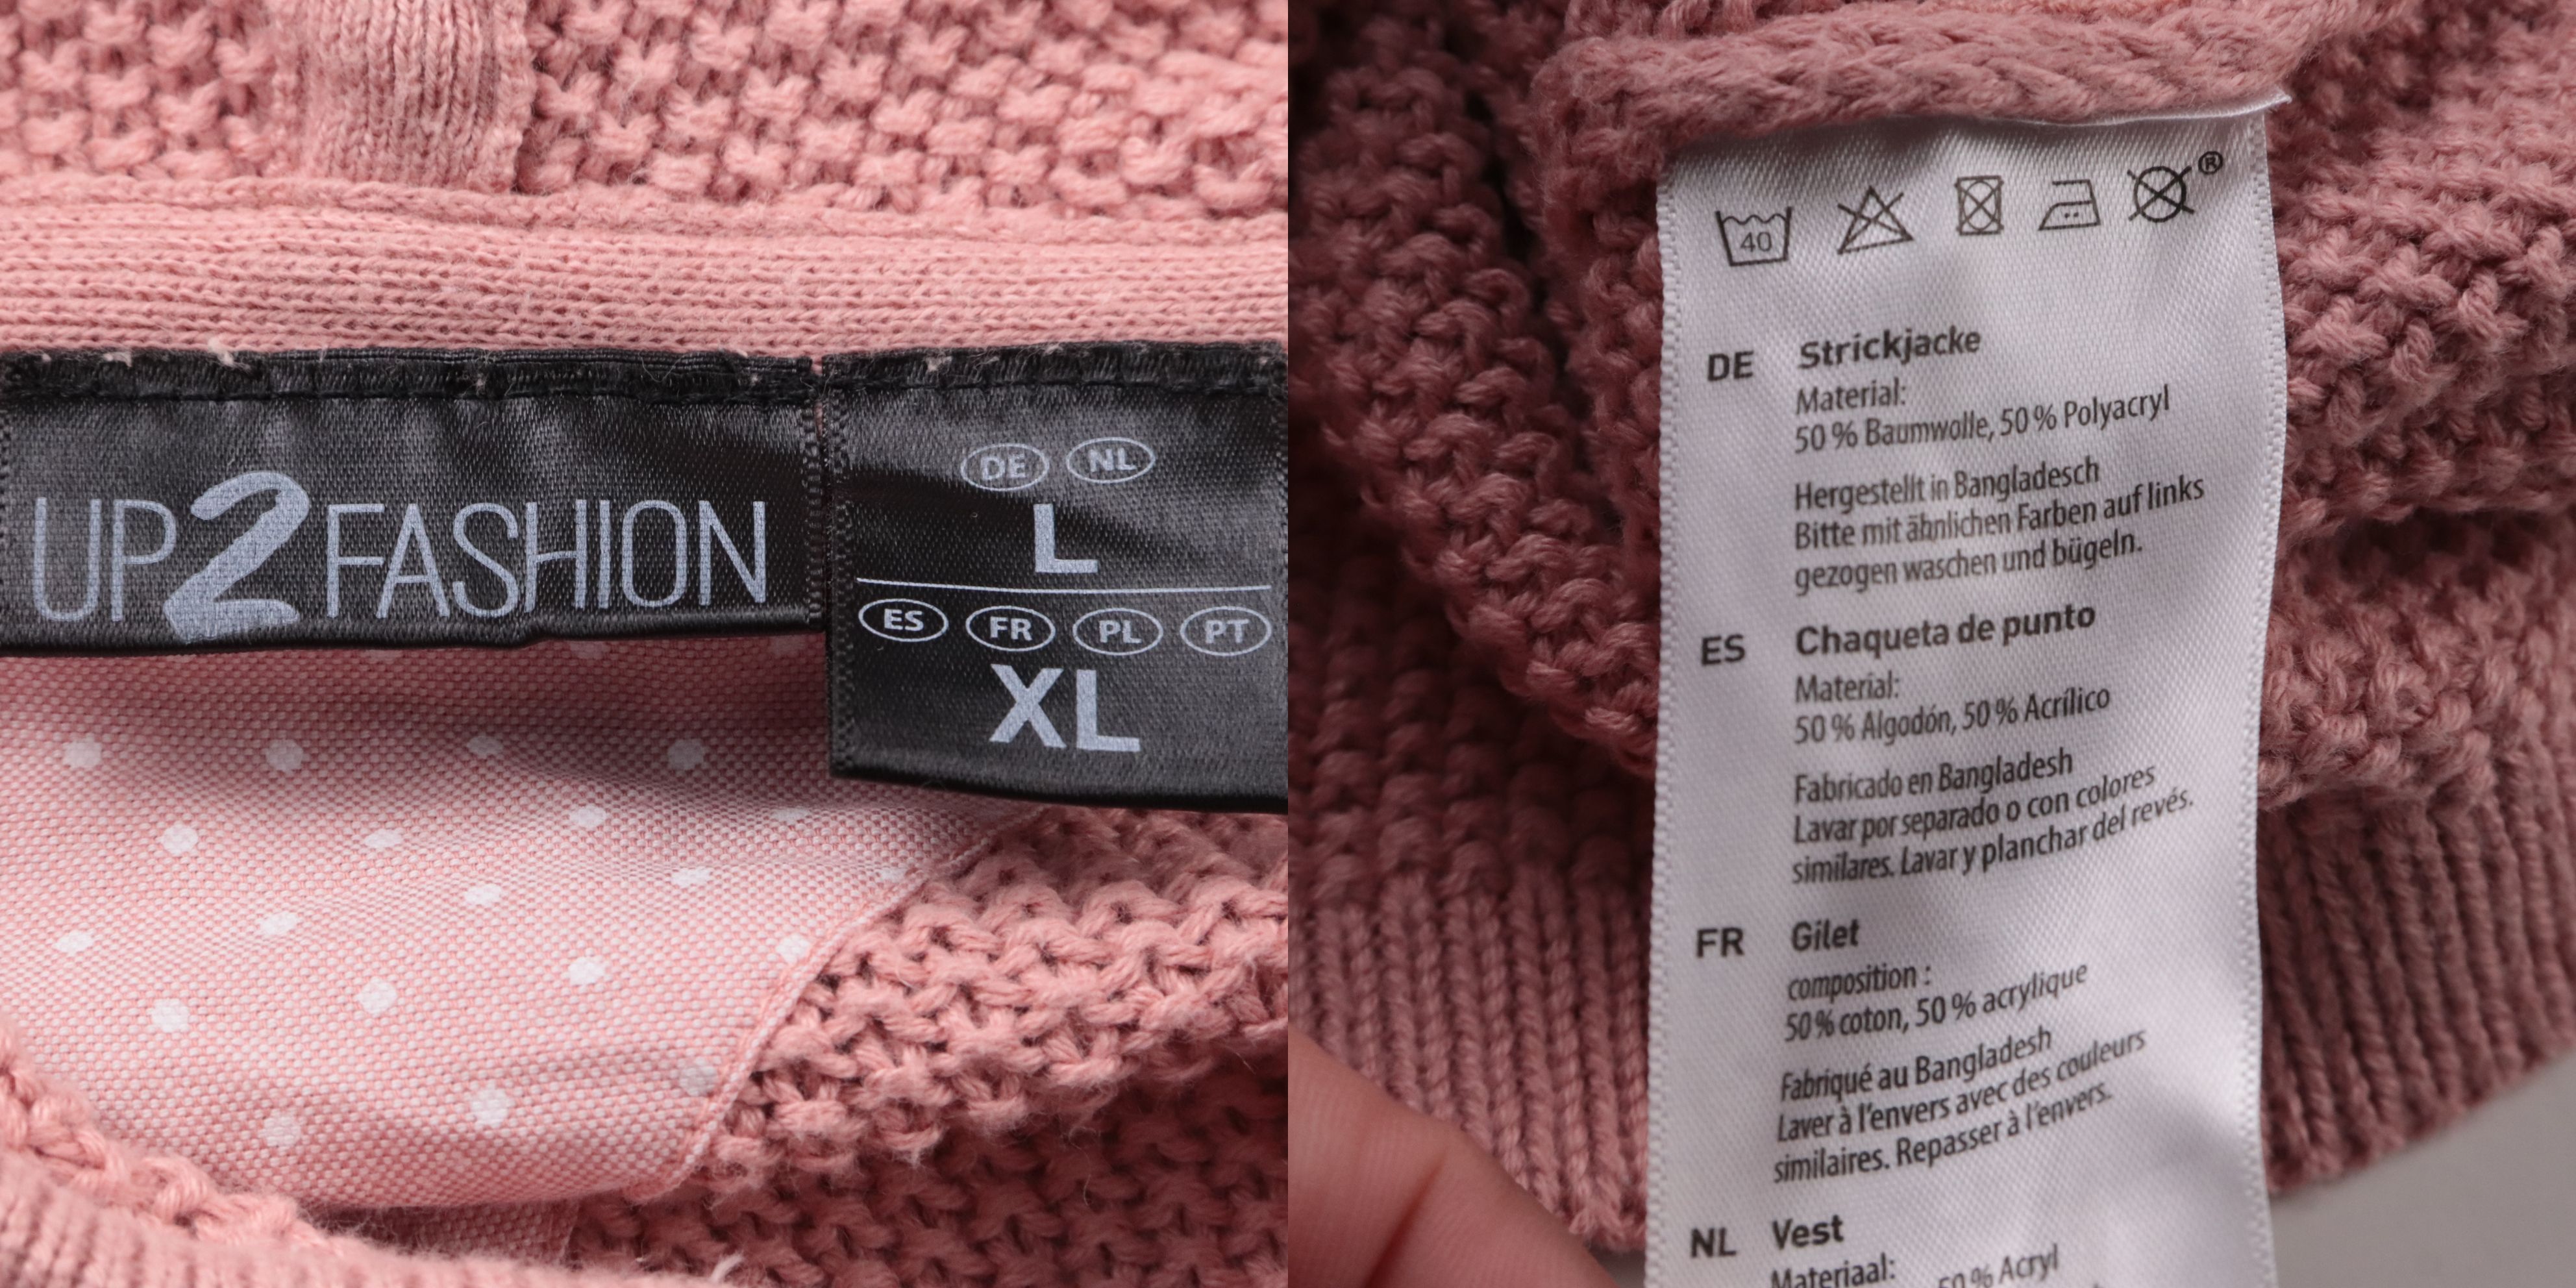 UP2FASHION
DE NL
L
ES FR PL PT
XL
40
®
DE Strickjacke
Material:
50 % Baumwolle, 50 % Polyacryl
Hergestellt in Bangladesch
Bitte mit ähnlichen Farben auf links
gezogen waschen und bügeln.
ES Chaqueta de punto
Material:
50 % Algodón, 50 % Acrílico
Fabricado en Bangladesh
Lavar por separado o con colores
similares. Lavar y planchar del revés.
FR Gilet
composition :
50 % coton, 50 % acrylique
Fabriqué au Bangladesh
Laver à l'envers avec des couleurs
similaires. Repasser à l'envers.
NL Vest
Materiaal:
50 % Acryl